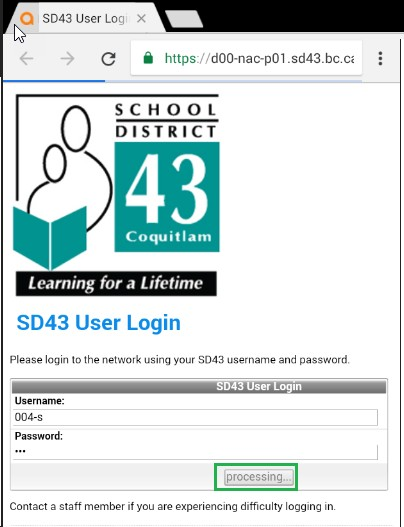 SD43 User Login
https://d00-nac-p01.sd43.bc.ca
SCHOOL
DISTRICT
43
Coquitlam
Learning for a Lifetime
SD43 User Login
Please login to the network using your SD43 username and password.
SD43 User Login
Username:
004-s
Password:
•••
processing...
Contact a staff member if you are experiencing difficulty logging in.